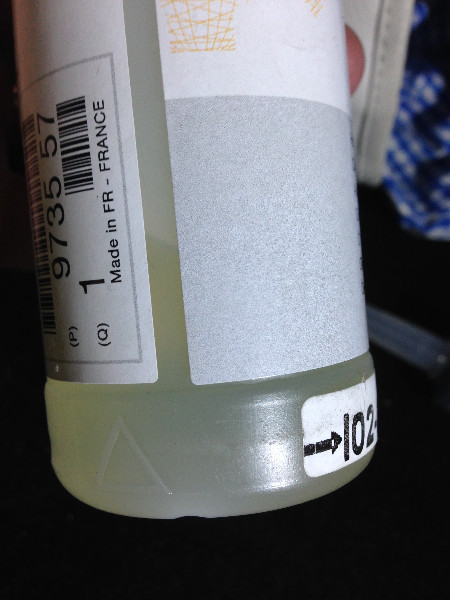 (P) 9735 57
(Q) 1
Made in FR - FRANCE
102